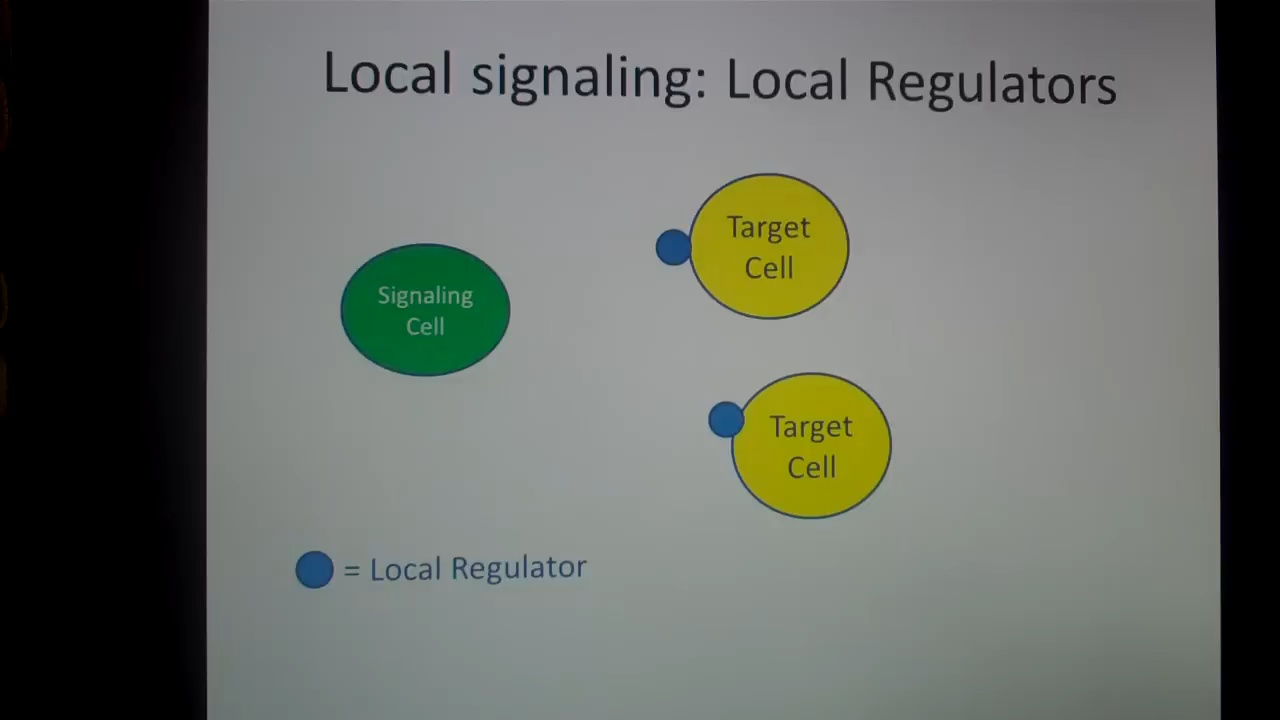 Local signaling: Local Regulators
Target
Cell
Signaling
Cell
Target
Cell
= Local Regulator